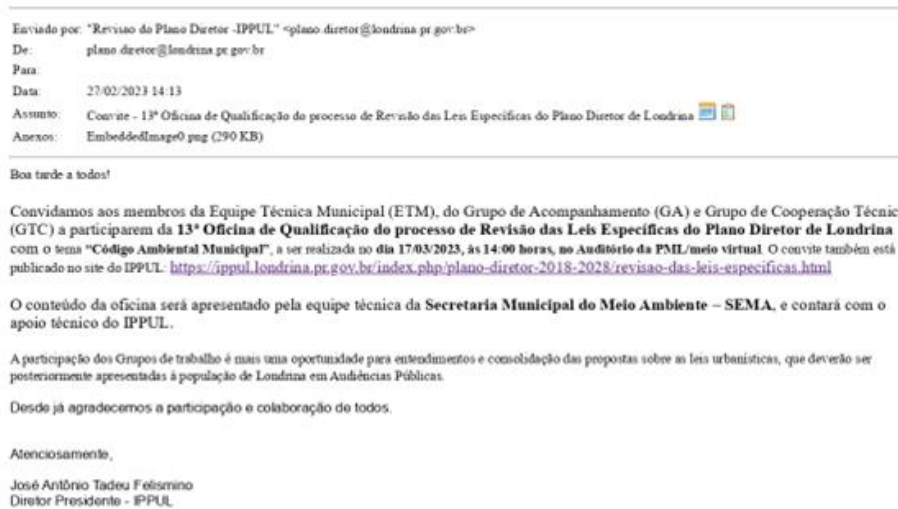 Enviado por: "Revisao do Plano Diretor -IPPUL" <plano.diretor@londrina.pr.gov.br>
De: plano.diretor@londrina.pr.gov.br
Para:
Data: 27/02/2023 14:13
Assunto: Convite - 13ª Oficina de Qualificação do processo de Revisão das Leis Específicas do Plano Diretor de Londrina
Anexos: EmbeddedImage0.png (290 KB)
Boa tarde a todos!
Convidamos aos membros da Equipe Técnica Municipal (ETM), do Grupo de Acompanhamento (GA) e Grupo de Cooperação Técnic
(GTC) a participarem da 13ª Oficina de Qualificação do processo de Revisão das Leis Específicas do Plano Diretor de Londrina
com o tema "Código Ambiental Municipal", a ser realizada no dia 17/03/2023, às 14:00 horas, no Auditório da PML/meio virtual. O convite também está
publicado no site do IPPUL: https://ippul.londrina.pr.gov.br/index.php/plano-diretor-2018-2028/revisao-das-leis-especificas.html
O conteúdo da oficina será apresentado pela equipe técnica da Secretaria Municipal do Meio Ambiente – SEMA, e contará com o
apoio técnico do IPPUL.
A participação dos Grupos de trabalho é mais uma oportunidade para entendimentos e consolidação das propostas sobre as leis urbanísticas, que deverão ser
posteriormente apresentadas à população de Londrina em Audiências Públicas.
Desde já agradecemos a participação e colaboração de todos.
Atenciosamente,
José Antônio Tadeu Felismino
Diretor Presidente - IPPUL